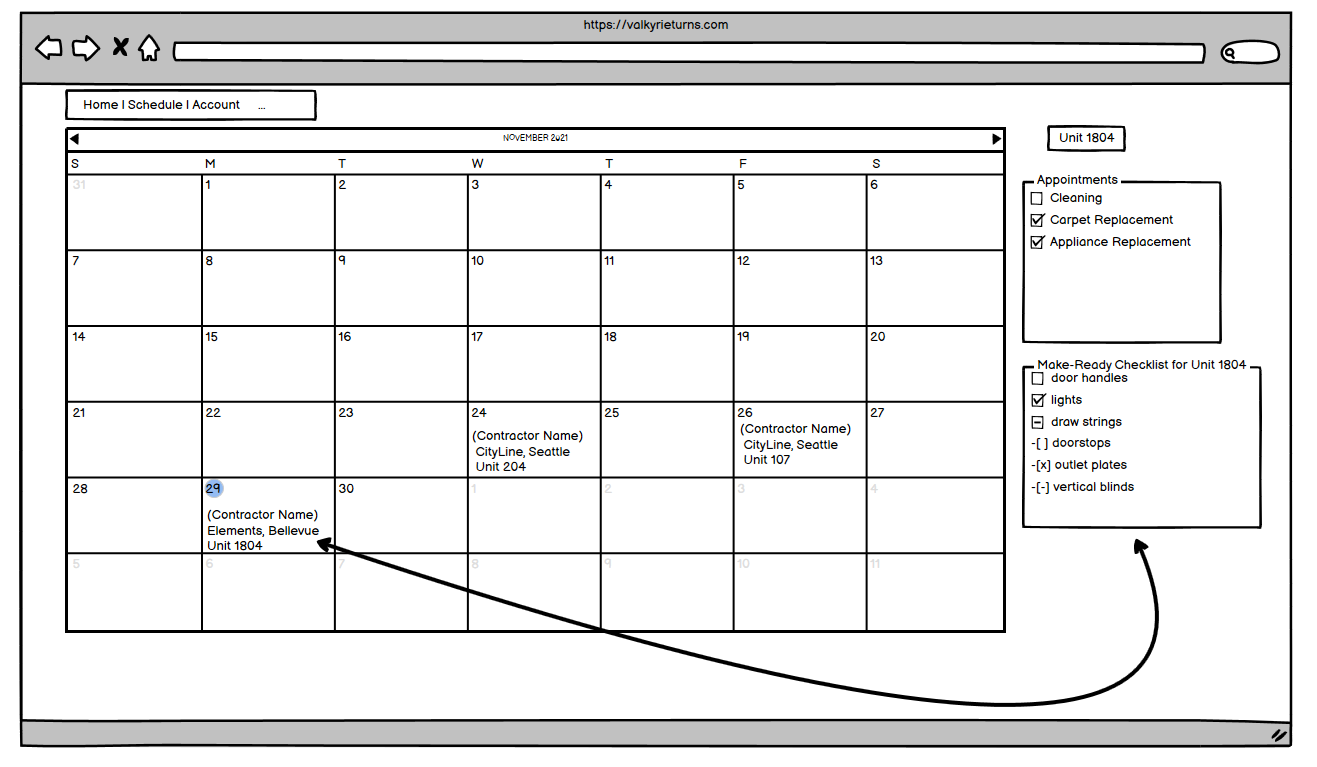 https://valkyrieturns.com
Home | Schedule | Account ...
NOVEMBER 2021
S M T W T F S
31 1 2 3 4 5 6
7 8 9 10 11 12 13
14 15 16 17 18 19 20
21 22 23 24 25 26 27
(Contractor Name)
CityLine, Seattle
Unit 204
(Contractor Name)
CityLine, Seattle
Unit 107
28 29 30 1 2 3 4
(Contractor Name)
Elements, Bellevue
Unit 1804
5 6 7 8 9 10 11
Unit 1804
Appointments
Cleaning
Carpet Replacement
Appliance Replacement
Make-Ready Checklist for Unit 1804
door handles
lights
draw strings
-[ ] doorstops
-[x] outlet plates
-[-] vertical blinds